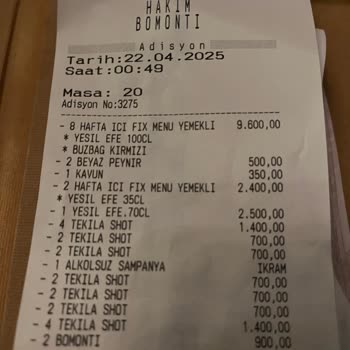 HAKIM
BOMONTI
Adisyon
Tarih:22.04.2025
Saat:00:49
Masa: 20
Adisyon No:3275
- 8 HAFTA ICI FIX MENU YEMEKLI 9.600,00
* YESIL EFE 100CL
* BUZBAG KIRMIZI
- 2 BEYAZ PEYNIR 500,00
- 1 KAVUN 350,00
- 2 HAFTA ICI FIX MENU YEMEKLI 2.400,00
* YESIL EFE 35CL
- 1 YESIL EFE.70CL 2.500,00
- 4 TEKILA SHOT 1.400,00
- 2 TEKILA SHOT 700,00
- 2 TEKILA SHOT 700,00
- 1 ALKOLSUZ SAMPANYA IKRAM
- 2 TEKILA SHOT 700,00
- 2 TEKILA SHOT 700,00
- 2 TEKILA SHOT 700,00
- 4 TEKILA SHOT 1.400,00
- 2 BOMONTI 900,00